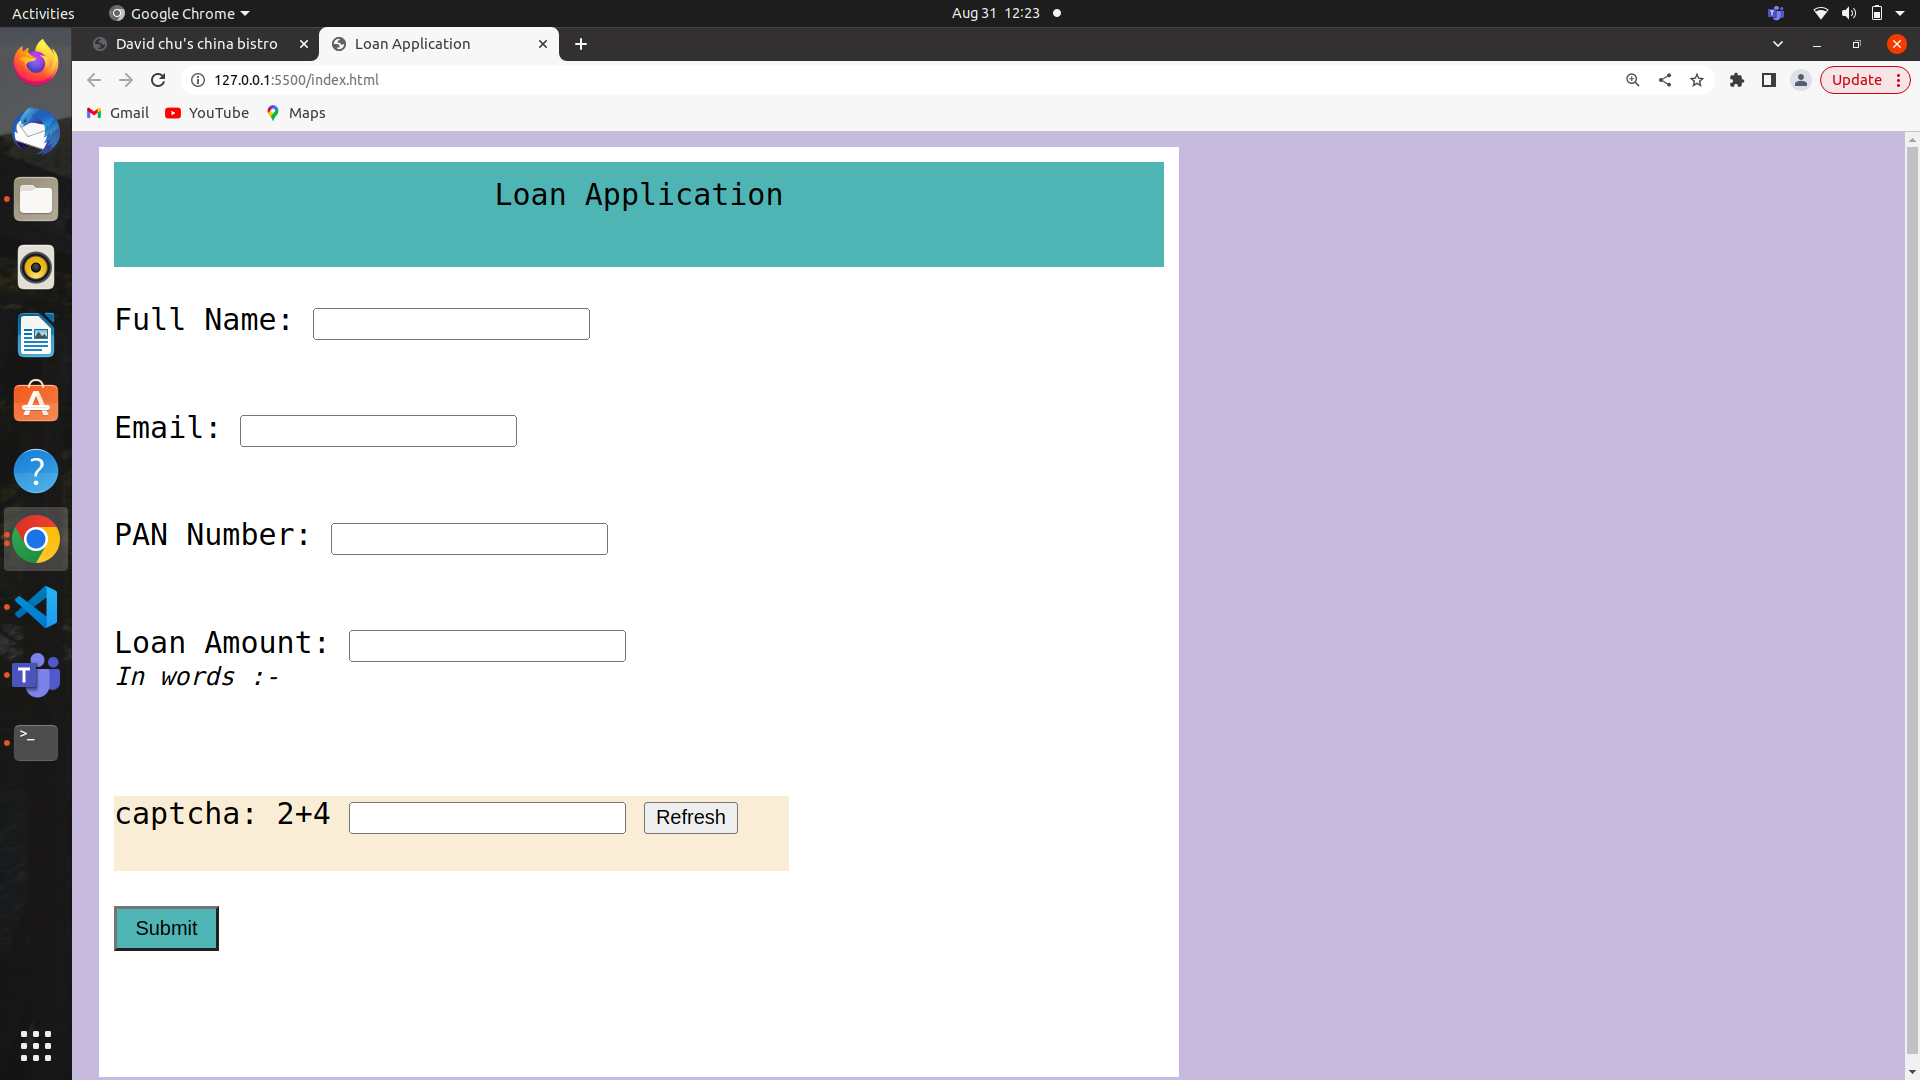 Activities Google Chrome Aug 31 12:23
David chu's china bistro Loan Application
127.0.0.1:5500/index.html Update
Gmail YouTube Maps
Loan Application
Full Name:
Email:
PAN Number:
Loan Amount:
In words :-
captcha: 2+4 Refresh
Submit